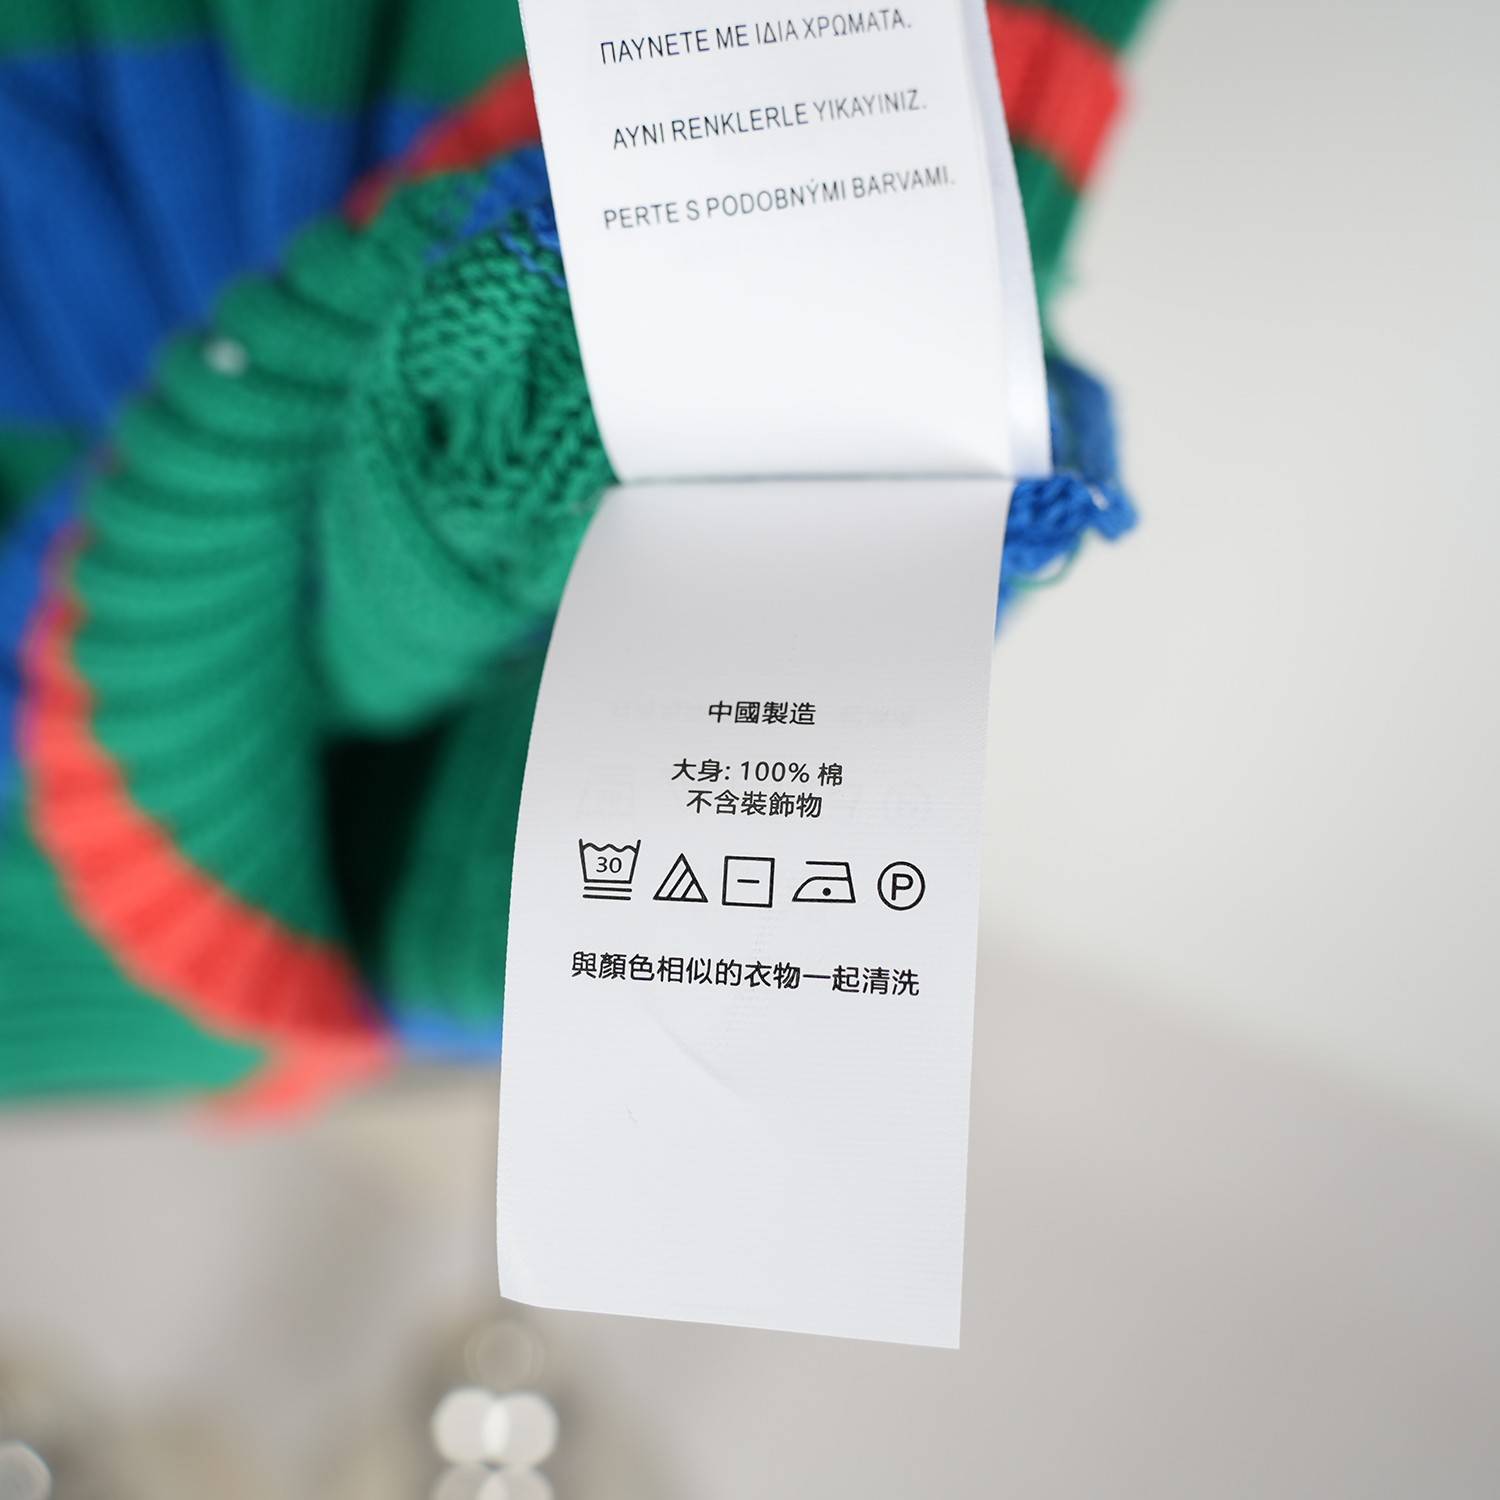 ΠΛΥΝΕΤΕ ΜΕ ΙΔΙΑ ΧΡΩΜΑΤΑ.
AYNI RENKLERLE YIKAYINIZ.
PERTE S PODOBNÝMI BARVAMI.
中國製造
大身: 100% 棉
不含裝飾物
30 P
與顏色相似的衣物一起清洗